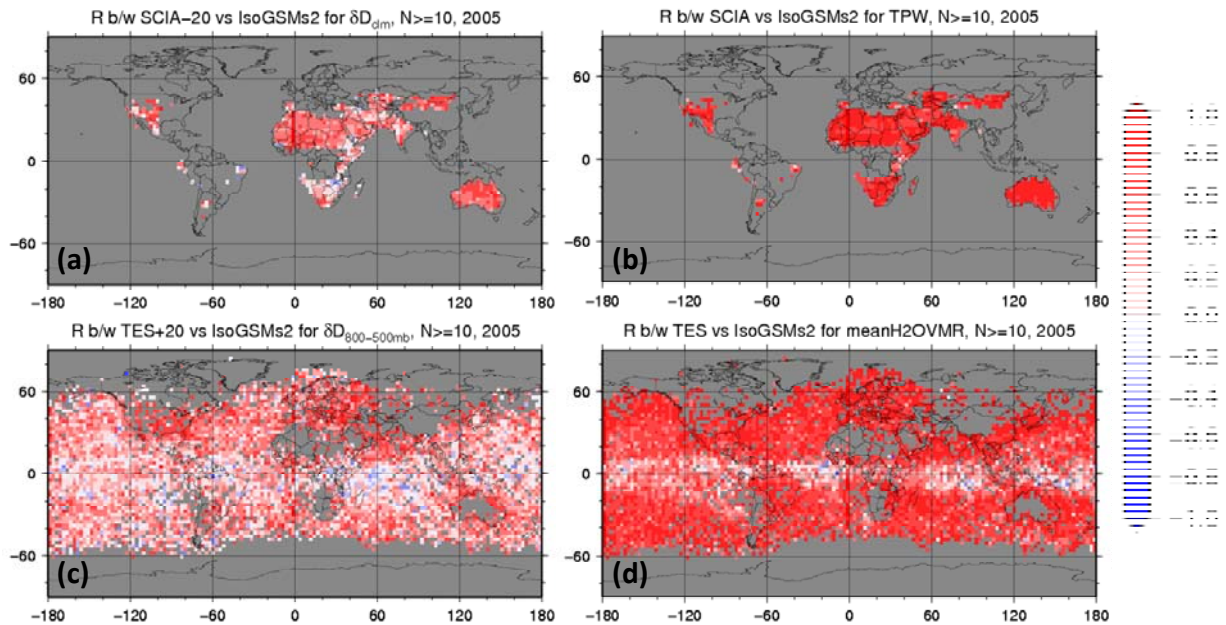 R b/w SCIA−20 vs IsoGSMs2 for δD_clm, N>=10, 2005
R b/w SCIA vs IsoGSMs2 for TPW, N>=10, 2005
60
0
−60
(a)
−180 −120 −60 0 60 120 180
60
0
−60
(b)
−180 −120 −60 0 60 120 180
R b/w TES+20 vs IsoGSMs2 for δD_800−500mb, N>=10, 2005
R b/w TES vs IsoGSMs2 for meanH2OVMR, N>=10, 2005
60
0
−60
(c)
−180 −120 −60 0 60 120 180
60
0
−60
(d)
−180 −120 −60 0 60 120 180